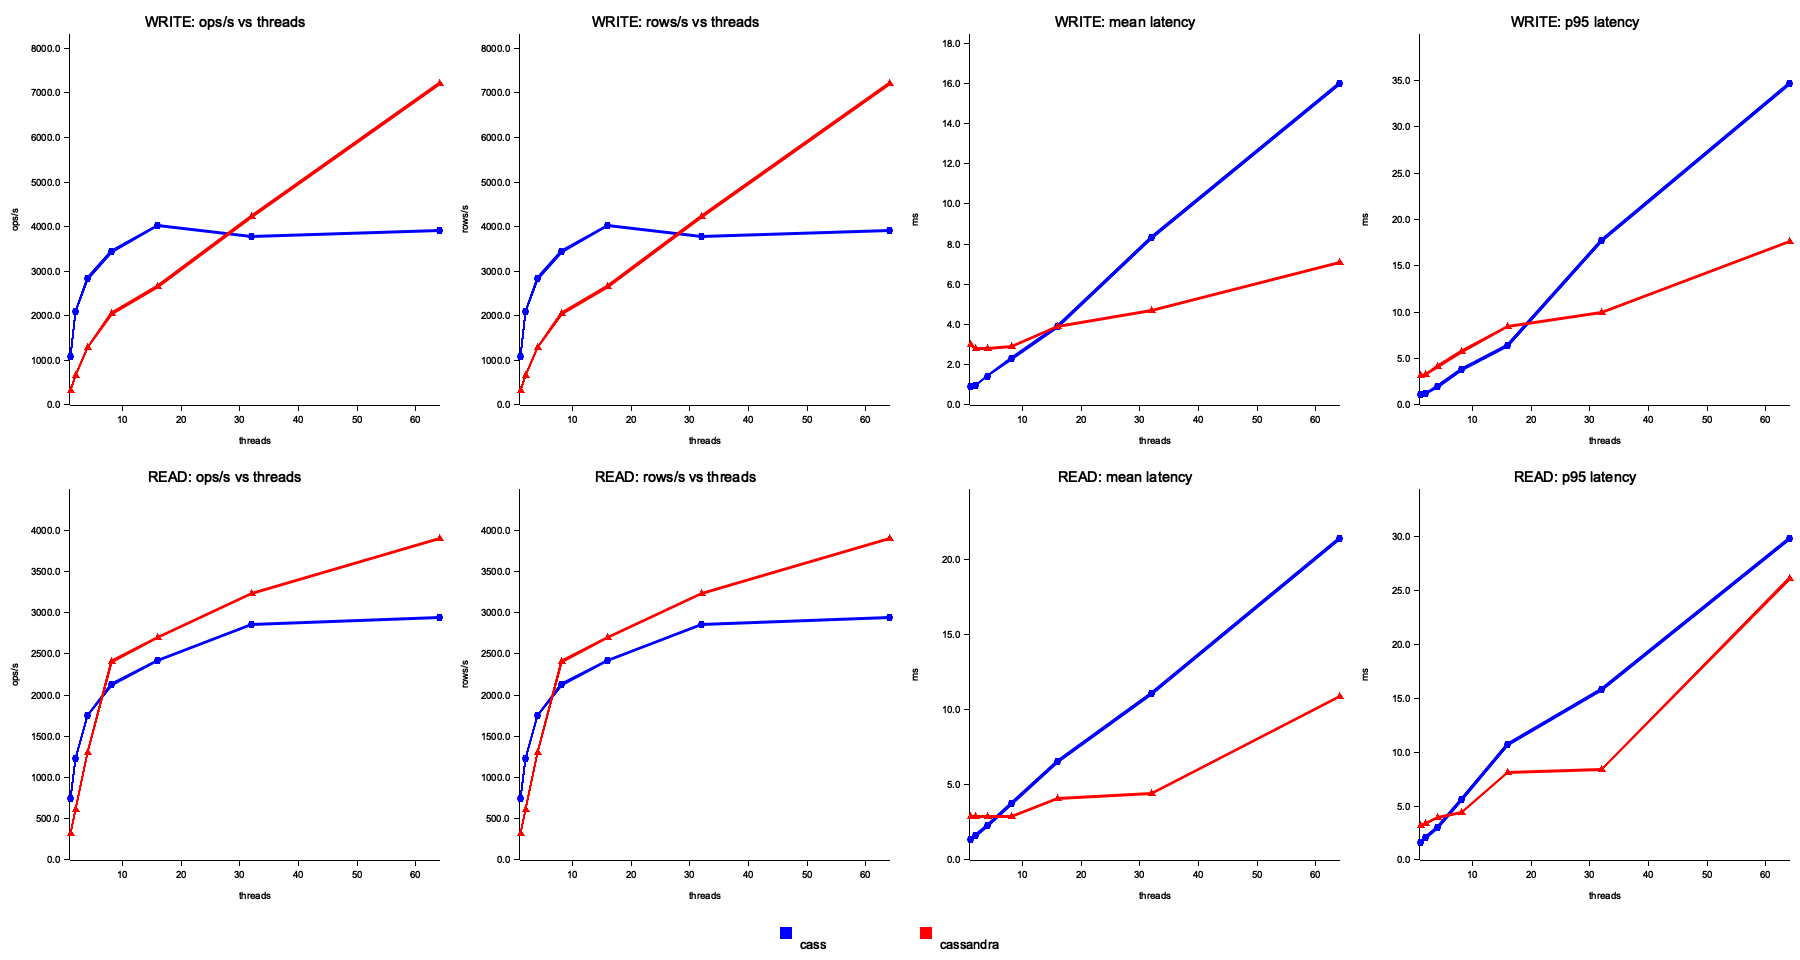 WRITE: ops/s vs threads
8000.0
7000.0
6000.0
5000.0
4000.0
3000.0
2000.0
1000.0
0.0
ops/s
10 20 30 40 50 60
threads
WRITE: rows/s vs threads
8000.0
7000.0
6000.0
5000.0
4000.0
3000.0
2000.0
1000.0
0.0
rows/s
10 20 30 40 50 60
threads
WRITE: mean latency
18.0
16.0
14.0
12.0
10.0
8.0
6.0
4.0
2.0
0.0
ms
10 20 30 40 50 60
threads
WRITE: p95 latency
35.0
30.0
25.0
20.0
15.0
10.0
5.0
0.0
ms
10 20 30 40 50 60
threads
READ: ops/s vs threads
4000.0
3500.0
3000.0
2500.0
2000.0
1500.0
1000.0
500.0
0.0
ops/s
10 20 30 40 50 60
threads
READ: rows/s vs threads
4000.0
3500.0
3000.0
2500.0
2000.0
1500.0
1000.0
500.0
0.0
rows/s
10 20 30 40 50 60
threads
READ: mean latency
20.0
15.0
10.0
5.0
0.0
ms
10 20 30 40 50 60
threads
READ: p95 latency
30.0
25.0
20.0
15.0
10.0
5.0
0.0
ms
10 20 30 40 50 60
threads
cass
cassandra